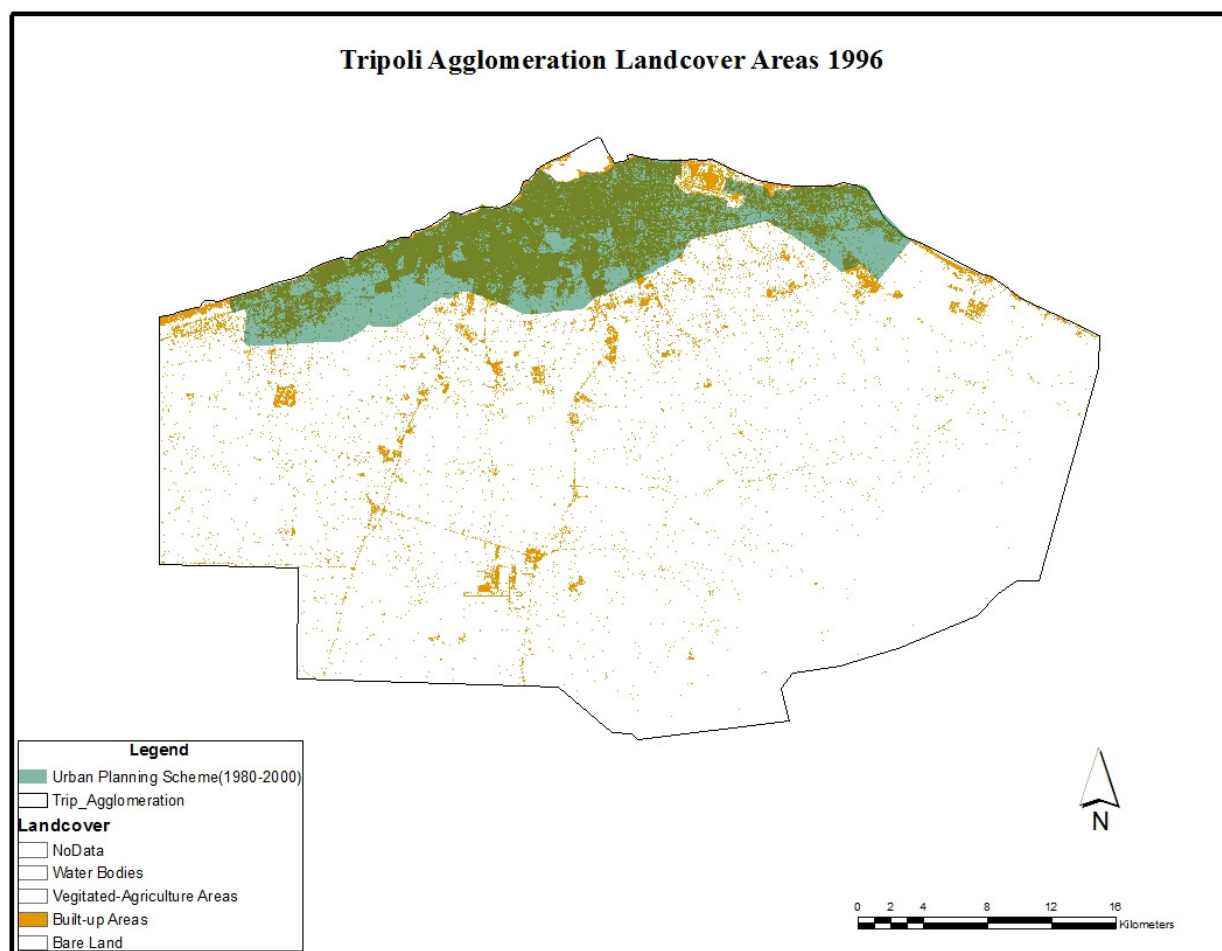 Tripoli Agglomeration Landcover Areas 1996
Legend
Urban Planning Scheme(1980-2000)
Trip_Agglomeration
Landcover
NoData
Water Bodies
Vegitated-Agriculture Areas
Built-up Areas
Bare Land
N
0 2 4 8 12 16
Kilometers